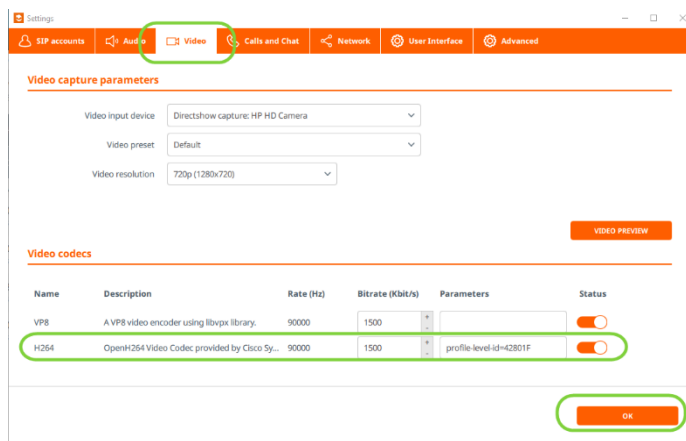 Settings
SIP accounts Audio Video Calls and Chat Network User Interface Advanced
Video capture parameters
Video input device Directshow capture: HP HD Camera
Video preset Default
Video resolution 720p (1280x720)
VIDEO PREVIEW
Video codecs
Name Description Rate (Hz) Bitrate (Kbit/s) Parameters Status
VP8 A VP8 video encoder using libvpx library. 90000 1500
H264 OpenH264 Video Codec provided by Cisco Sy... 90000 1500 profile-level-id=42801F
OK